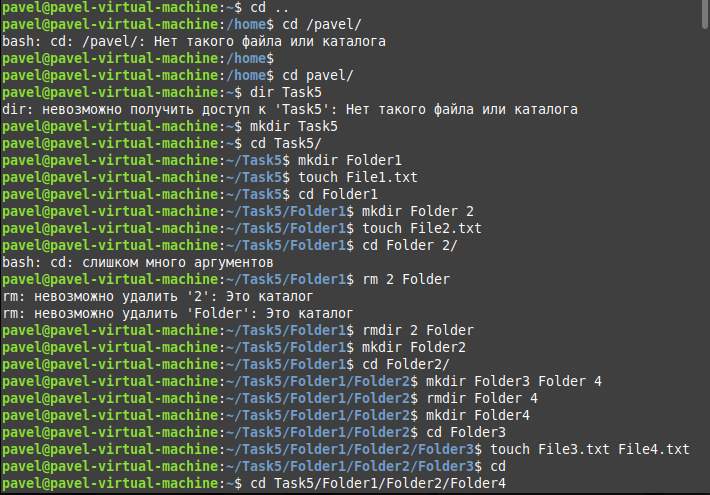 pavel@pavel-virtual-machine:~$ cd ..
pavel@pavel-virtual-machine:/home$ cd /pavel/
bash: cd: /pavel/: Нет такого файла или каталога
pavel@pavel-virtual-machine:/home$
pavel@pavel-virtual-machine:/home$ cd pavel/
pavel@pavel-virtual-machine:~$ dir Task5
dir: невозможно получить доступ к 'Task5': Нет такого файла или каталога
pavel@pavel-virtual-machine:~$ mkdir Task5
pavel@pavel-virtual-machine:~$ cd Task5/
pavel@pavel-virtual-machine:~/Task5$ mkdir Folder1
pavel@pavel-virtual-machine:~/Task5$ touch File1.txt
pavel@pavel-virtual-machine:~/Task5$ cd Folder1
pavel@pavel-virtual-machine:~/Task5/Folder1$ mkdir Folder 2
pavel@pavel-virtual-machine:~/Task5/Folder1$ touch File2.txt
pavel@pavel-virtual-machine:~/Task5/Folder1$ cd Folder 2/
bash: cd: слишком много аргументов
pavel@pavel-virtual-machine:~/Task5/Folder1$ rm 2 Folder
rm: невозможно удалить '2': Это каталог
rm: невозможно удалить 'Folder': Это каталог
pavel@pavel-virtual-machine:~/Task5/Folder1$ rmdir 2 Folder
pavel@pavel-virtual-machine:~/Task5/Folder1$ mkdir Folder2
pavel@pavel-virtual-machine:~/Task5/Folder1$ cd Folder2/
pavel@pavel-virtual-machine:~/Task5/Folder1/Folder2$ mkdir Folder3 Folder 4
pavel@pavel-virtual-machine:~/Task5/Folder1/Folder2$ rmdir Folder 4
pavel@pavel-virtual-machine:~/Task5/Folder1/Folder2$ mkdir Folder4
pavel@pavel-virtual-machine:~/Task5/Folder1/Folder2$ cd Folder3
pavel@pavel-virtual-machine:~/Task5/Folder1/Folder2/Folder3$ touch File3.txt File4.txt
pavel@pavel-virtual-machine:~/Task5/Folder1/Folder2/Folder3$ cd
pavel@pavel-virtual-machine:~$ cd Task5/Folder1/Folder2/Folder4